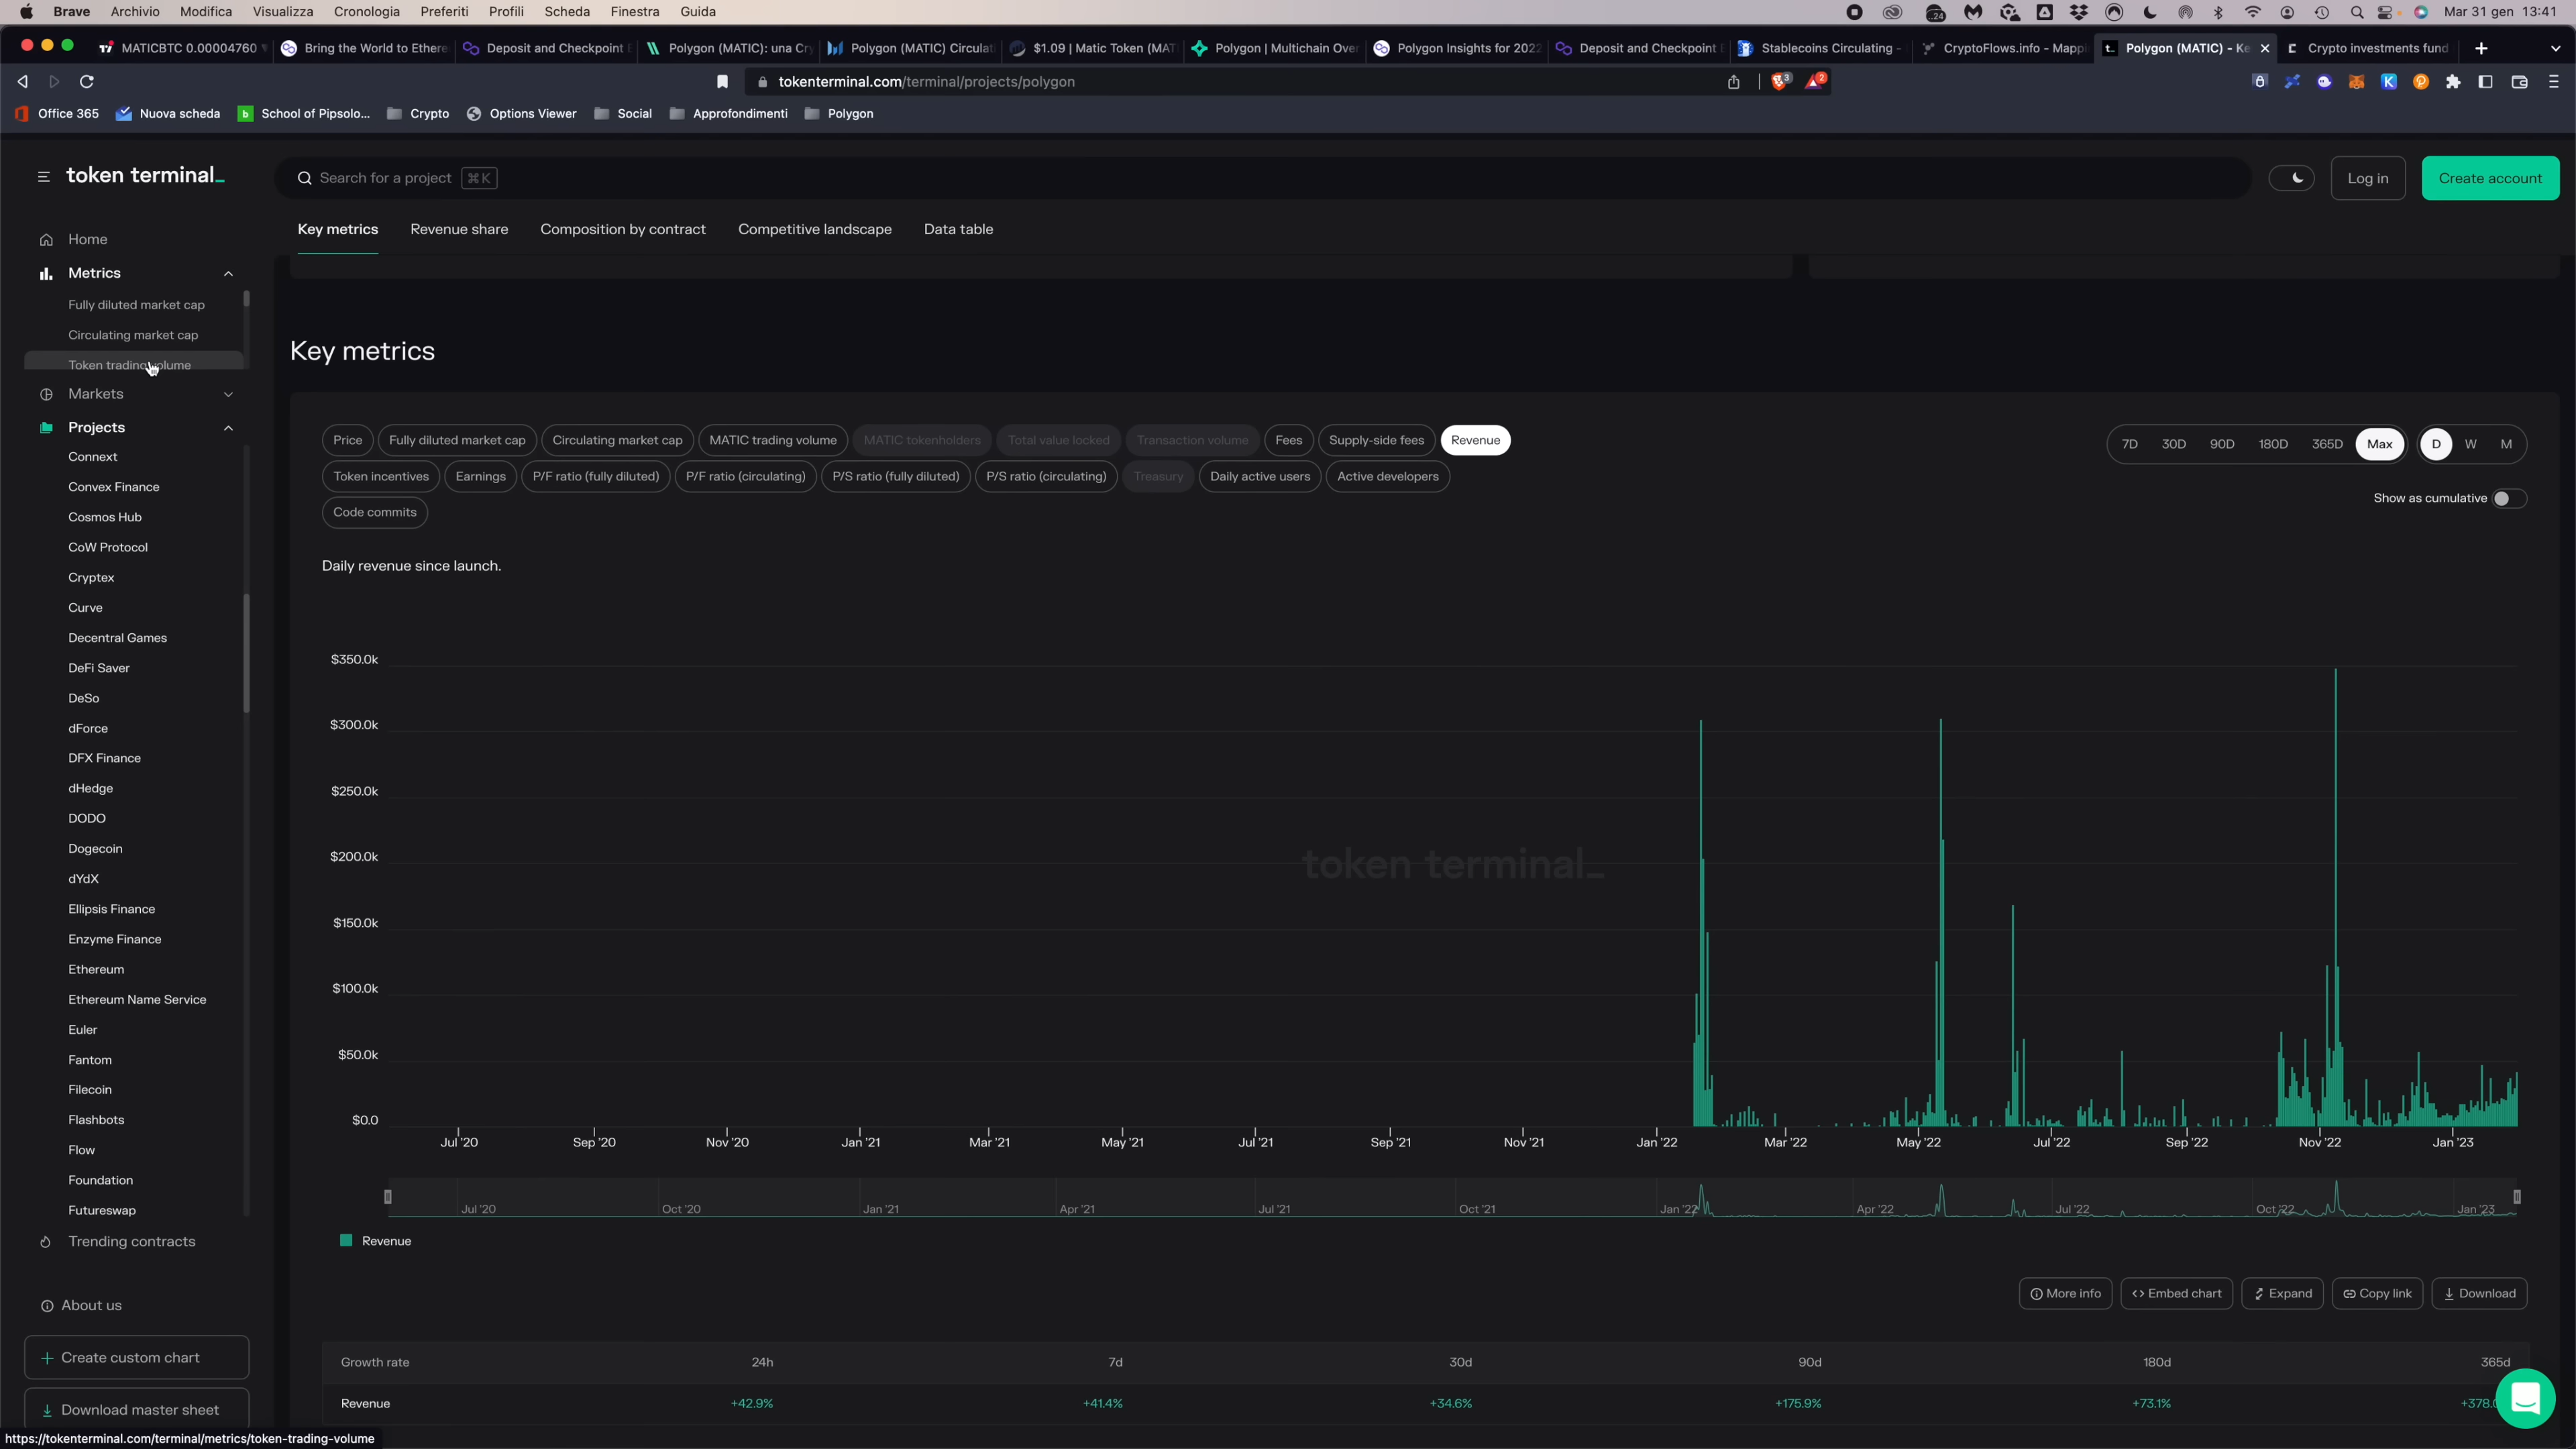 Brave Archivio Modifica Visualizza Cronologia Preferiti Profili Scheda Finestra Guida 24 Mar 31 gen 13:41
MATICBTC 0.00004760 Bring the World to Ethere Deposit and Checkpoint E Polygon (MATIC): una Cry Polygon (MATIC) Circulat $1.09 | Matic Token (MAT Polygon | Multichain Over Polygon Insights for 2022 Deposit and Checkpoint E Stablecoins Circulating - CryptoFlows.info - Mappi Polygon (MATIC) - Ke Crypto investments fund
tokenterminal.com/terminal/projects/polygon 3 2
Office 365 Nuova scheda School of Pipsolo... Crypto Options Viewer Social Approfondimenti Polygon
token terminal_ Search for a project ⌘K Log in Create account
Key metrics Revenue share Composition by contract Competitive landscape Data table
Home
Metrics
Fully diluted market cap
Circulating market cap
Token trading volume
Markets
Projects
Connext
Convex Finance
Cosmos Hub
CoW Protocol
Cryptex
Curve
Decentral Games
DeFi Saver
DeSo
dForce
DFX Finance
dHedge
DODO
Dogecoin
dYdX
Ellipsis Finance
Enzyme Finance
Ethereum
Ethereum Name Service
Euler
Fantom
Filecoin
Flashbots
Flow
Foundation
Futureswap
Trending contracts
About us
Create custom chart
Download master sheet
https://tokenterminal.com/terminal/metrics/token-trading-volume
Key metrics
Price Fully diluted market cap Circulating market cap MATIC trading volume MATIC tokenholders Total value locked Transaction volume Fees Supply-side fees Revenue
7D 30D 90D 180D 365D Max D W M
Token incentives Earnings P/F ratio (fully diluted) P/F ratio (circulating) P/S ratio (fully diluted) P/S ratio (circulating) Treasury Daily active users Active developers
Show as cumulative
Code commits
Daily revenue since launch.
$350.0k
$300.0k
$250.0k
$200.0k
token terminal_
$150.0k
$100.0k
$50.0k
$0.0
Jul '20 Sep '20 Nov '20 Jan '21 Mar '21 May '21 Jul '21 Sep '21 Nov '21 Jan '22 Mar '22 May '22 Jul '22 Sep '22 Nov '22 Jan '23
Jul '20 Oct '20 Jan '21 Apr '21 Jul '21 Oct '21 Jan '22 Apr '22 Jul '22 Oct '22 Jan '23
Revenue
More info Embed chart Expand Copy link Download
Growth rate 24h 7d 30d 90d 180d 365d
Revenue +42.9% +41.4% +34.6% +175.9% +73.1%